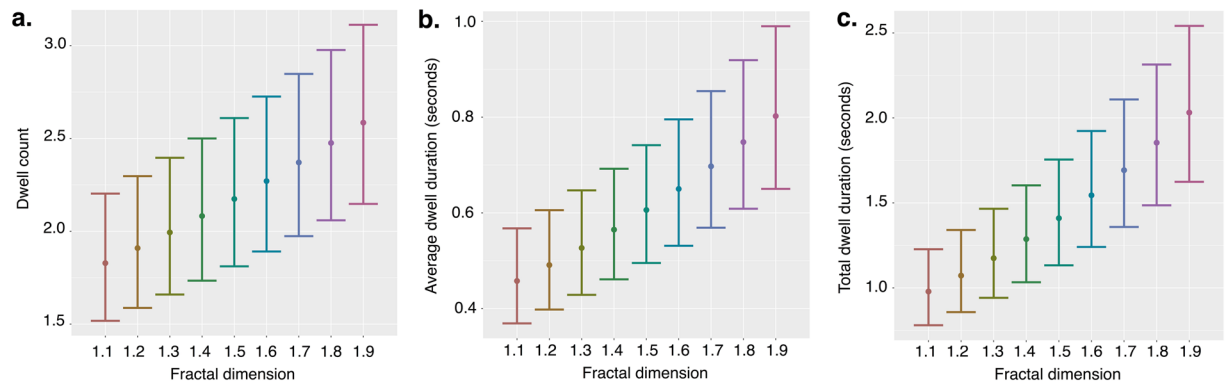 a.
Dwell count
3.0
2.5
2.0
1.5
1.1 1.2 1.3 1.4 1.5 1.6 1.7 1.8 1.9
Fractal dimension
b.
Average dwell duration (seconds)
1.0
0.8
0.6
0.4
1.1 1.2 1.3 1.4 1.5 1.6 1.7 1.8 1.9
Fractal dimension
c.
Total dwell duration (seconds)
2.5
2.0
1.5
1.0
1.1 1.2 1.3 1.4 1.5 1.6 1.7 1.8 1.9
Fractal dimension